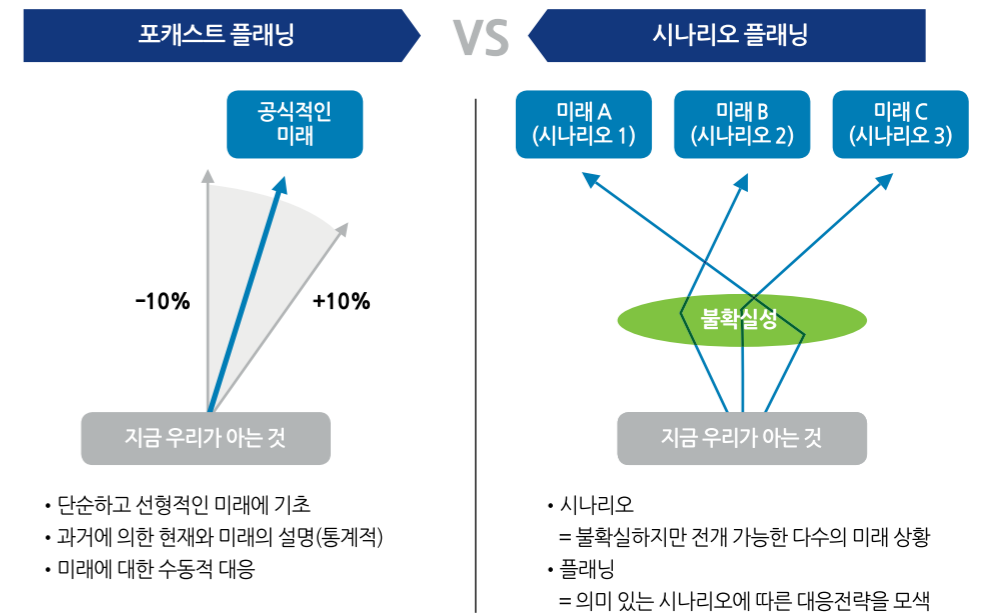 포캐스트 플래닝
VS
시나리오 플래닝
공식적인
미래
-10%
+10%
지금 우리가 아는 것
• 단순하고 선형적인 미래에 기초
• 과거에 의한 현재와 미래의 설명(통계적)
• 미래에 대한 수동적 대응
미래 A
(시나리오 1)
미래 B
(시나리오 2)
미래 C
(시나리오 3)
불확실성
지금 우리가 아는 것
• 시나리오
= 불확실하지만 전개 가능한 다수의 미래 상황
• 플래닝
= 의미 있는 시나리오에 따른 대응전략을 모색